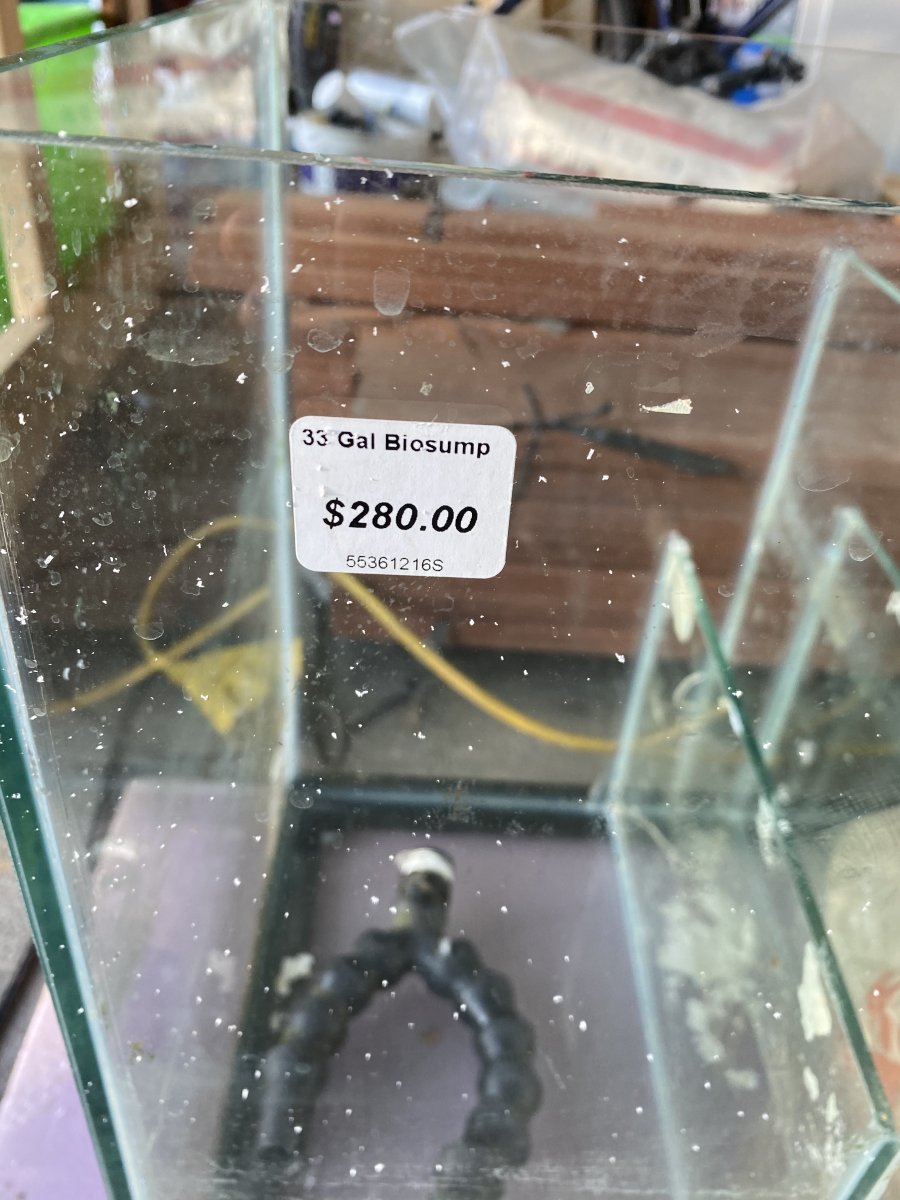 33 Gal Biosump
$280.00
55361216S